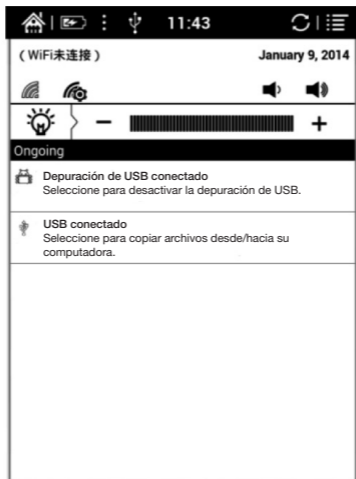 11:43
(WiFi未连接) January 9, 2014
Ongoing
Depuración de USB conectado
Seleccione para desactivar la depuración de USB.
USB conectado
Seleccione para copiar archivos desde/hacia su
computadora.